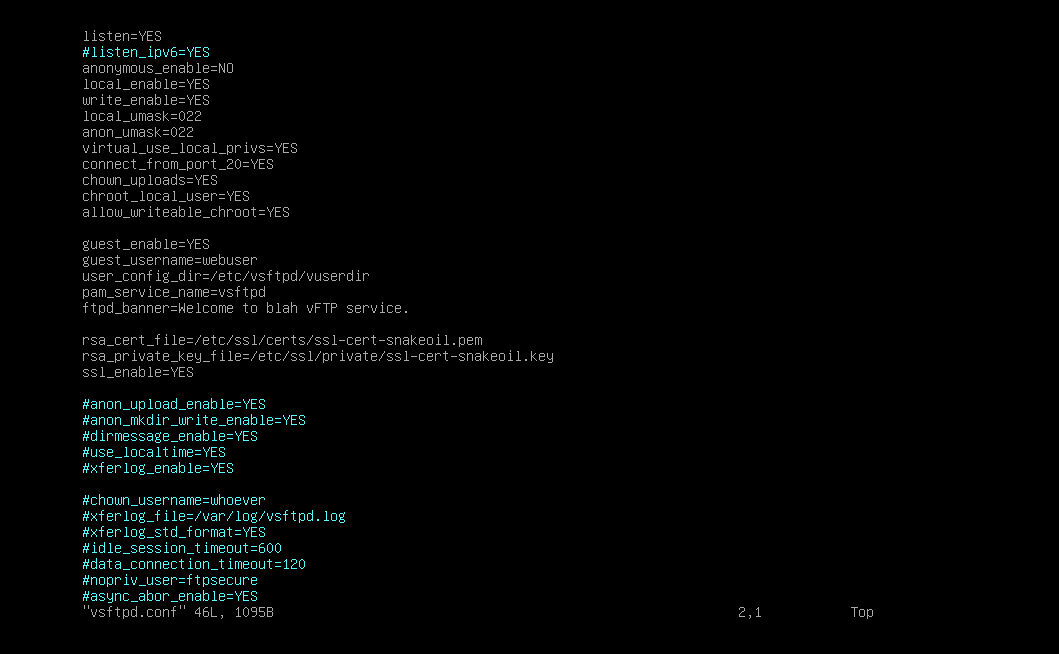 listen=YES
#listen_ipv6=YES
anonymous_enable=NO
local_enable=YES
write_enable=YES
local_umask=022
anon_umask=022
virtual_use_local_privs=YES
connect_from_port_20=YES
chown_uploads=YES
chroot_local_user=YES
allow_writeable_chroot=YES
guest_enable=YES
guest_username=webuser
user_config_dir=/etc/vsftpd/vuserdir
pam_service_name=vsftpd
ftpd_banner=Welcome to blah vFTP service.
rsa_cert_file=/etc/ssl/certs/ssl-cert-snakeoil.pem
rsa_private_key_file=/etc/ssl/private/ssl-cert-snakeoil.key
ssl_enable=YES
#anon_upload_enable=YES
#anon_mkdir_write_enable=YES
#dirmessage_enable=YES
#use_localtime=YES
#xferlog_enable=YES
#chown_username=whoever
#xferlog_file=/var/log/vsftpd.log
#xferlog_std_format=YES
#idle_session_timeout=600
#data_connection_timeout=120
#nopriv_user=ftpsecure
#async_abor_enable=YES
"vsftpd.conf" 46L, 1095B 2,1 Top